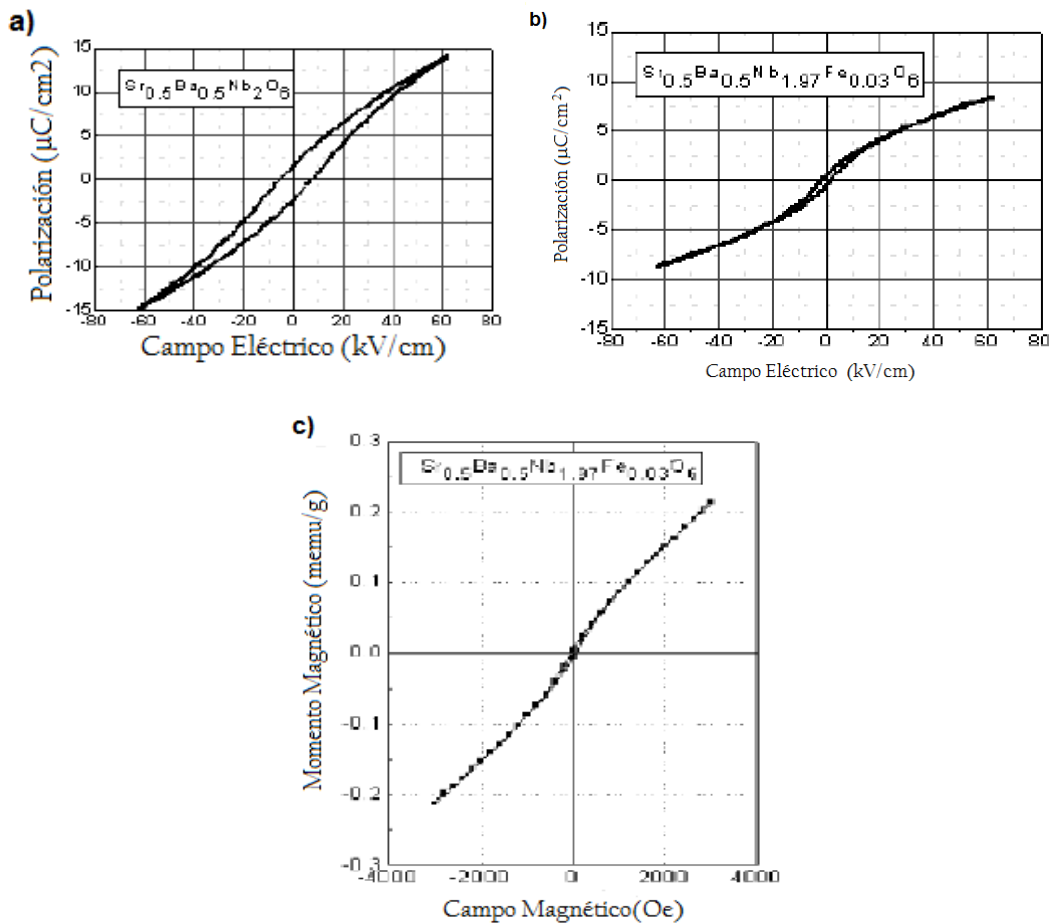 a)
Polarización (µC/cm2)
15
10
5
0
-5
-10
-15
Sr0.5Ba0.5Nb2O6
-80 -60 -40 -20 0 20 40 60 80
Campo Eléctrico (kV/cm)
b)
Polarización (µC/cm²)
15
10
5
0
-5
-10
-15
Sr0.5Ba0.5Nb1.97Fe0.03O6
-80 -60 -40 -20 0 20 40 60 80
Campo Eléctrico (kV/cm)
c)
Momento Magnético (memu/g)
0.3
0.2
0.1
0.0
-0.1
-0.2
-0.3
Sr0.5Ba0.5Nb1.97Fe0.03O6
-4000 -2000 0 2000 4000
Campo Magnético(Oe)